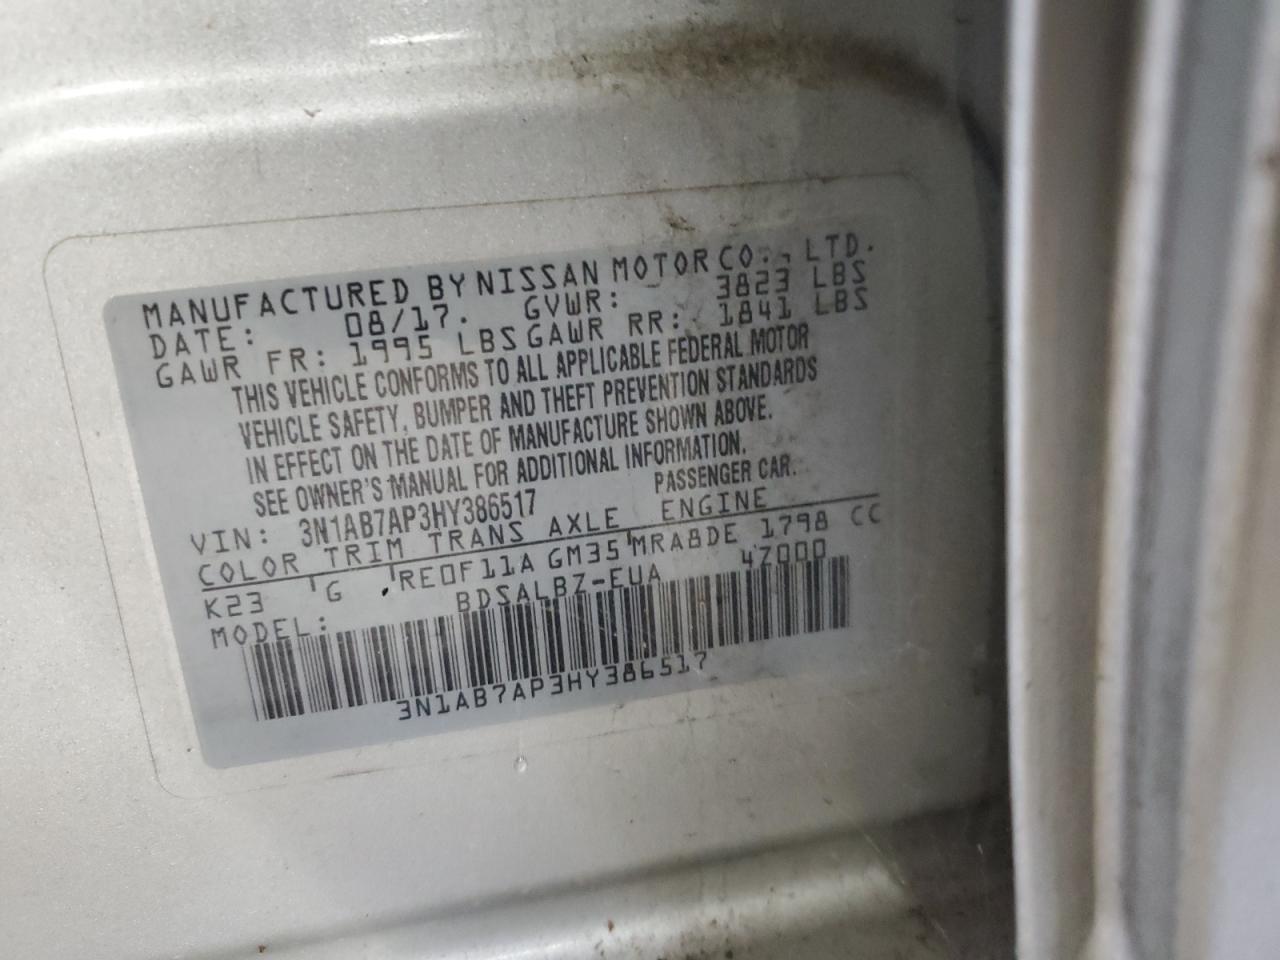 MANUFACTURED BY NISSAN MOTOR CO., LTD.
DATE: 08/17. GVWR: 3823 LBS
GAWR FR: 1995 LBS GAWR RR: 1841 LBS
THIS VEHICLE CONFORMS TO ALL APPLICABLE FEDERAL MOTOR
VEHICLE SAFETY, BUMPER AND THEFT PREVENTION STANDARDS
IN EFFECT ON THE DATE OF MANUFACTURE SHOWN ABOVE.
SEE OWNER'S MANUAL FOR ADDITIONAL INFORMATION.
VIN: 3N1AB7AP3HY386517 PASSENGER CAR.
COLOR TRIM TRANS AXLE ENGINE
K23 G RE0F11A GM35 MRA8DE 1798 CC
MODEL: BDSALBZ-EUA 4Z000
3N1AB7AP3HY386517